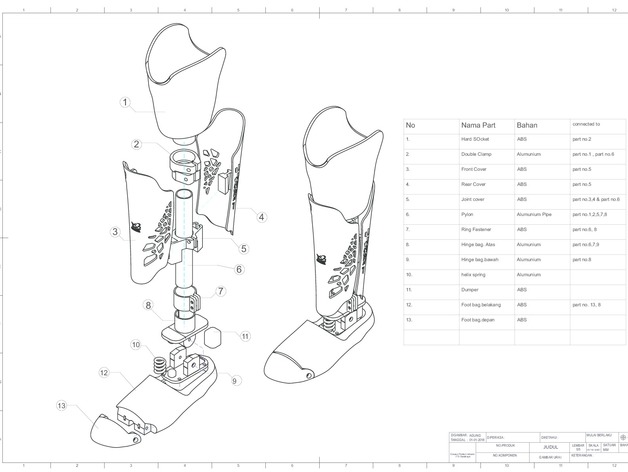 1 2 3 4 5 6 7 8 9 10 11 12
1
2
3
4
5
6
7
8
9
10
11
12
13
No Nama Part Bahan connected to
1. Hard SOcket ABS part no.2
2. Double Clamp Alumunium part no 1 , part no.6
3. Front Cover ABS part no.5
4. Rear Cover ABS part no.5
5. Joint cover ABS part no.3,4 & part no.6
6. Pylon Alumunium Pipe part no.1,2,5,7,8
7. Ring Fastener ABS part no.6, 8
8. Hinge bag. Alas Alumunium part no.6,7,9
9. Hinge bag bawah Alumunium part no.8
10. helix spring Alumunium
11. Dumper ABS
12. Foot bag.belakang ABS part no. 13, 8
13. Foot bag.depan ABS
DIGAMBAR DIPERIKSA DISETUJUI
TANGGAL
NO.PRODUK JUDUL LEMBAR SKALA SATUAN
MM
NO.KOMPONEN KETERANGAN